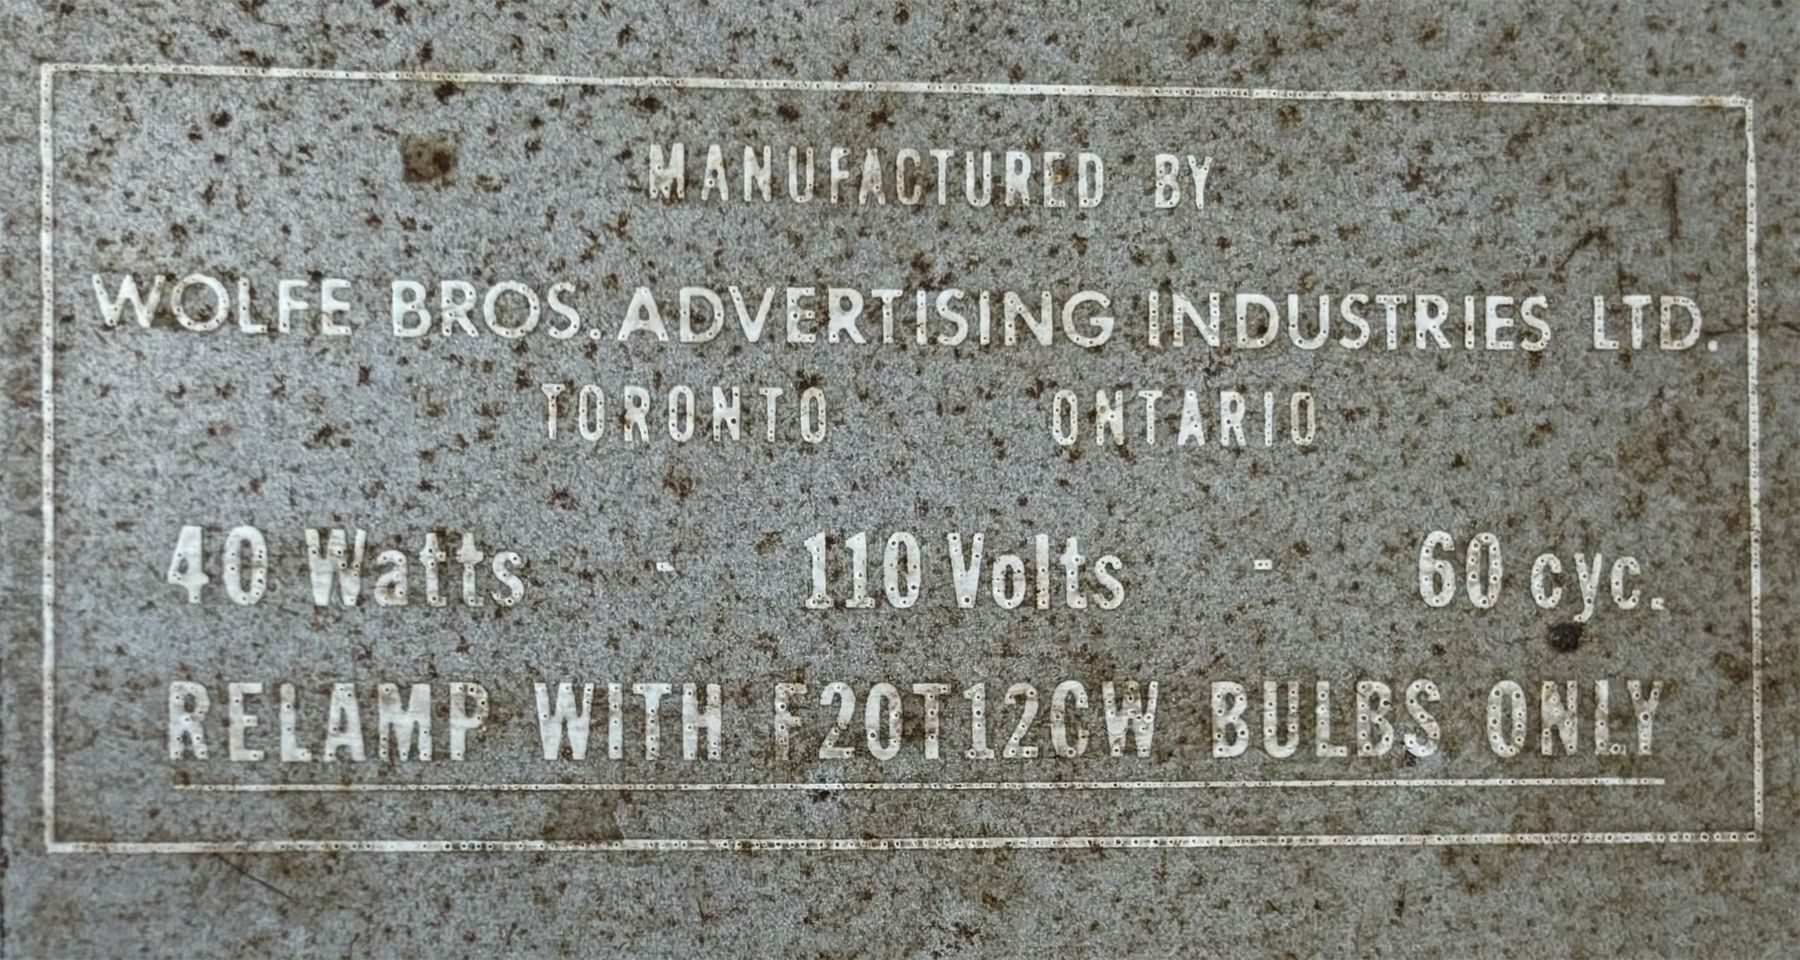 MANUFACTURED BY
WOLFE BROS. ADVERTISING INDUSTRIES LTD.
TORONTO ONTARIO
40 Watts - 110 Volts - 60 cyc.
RELAMP WITH F20T12CW BULBS ONLY